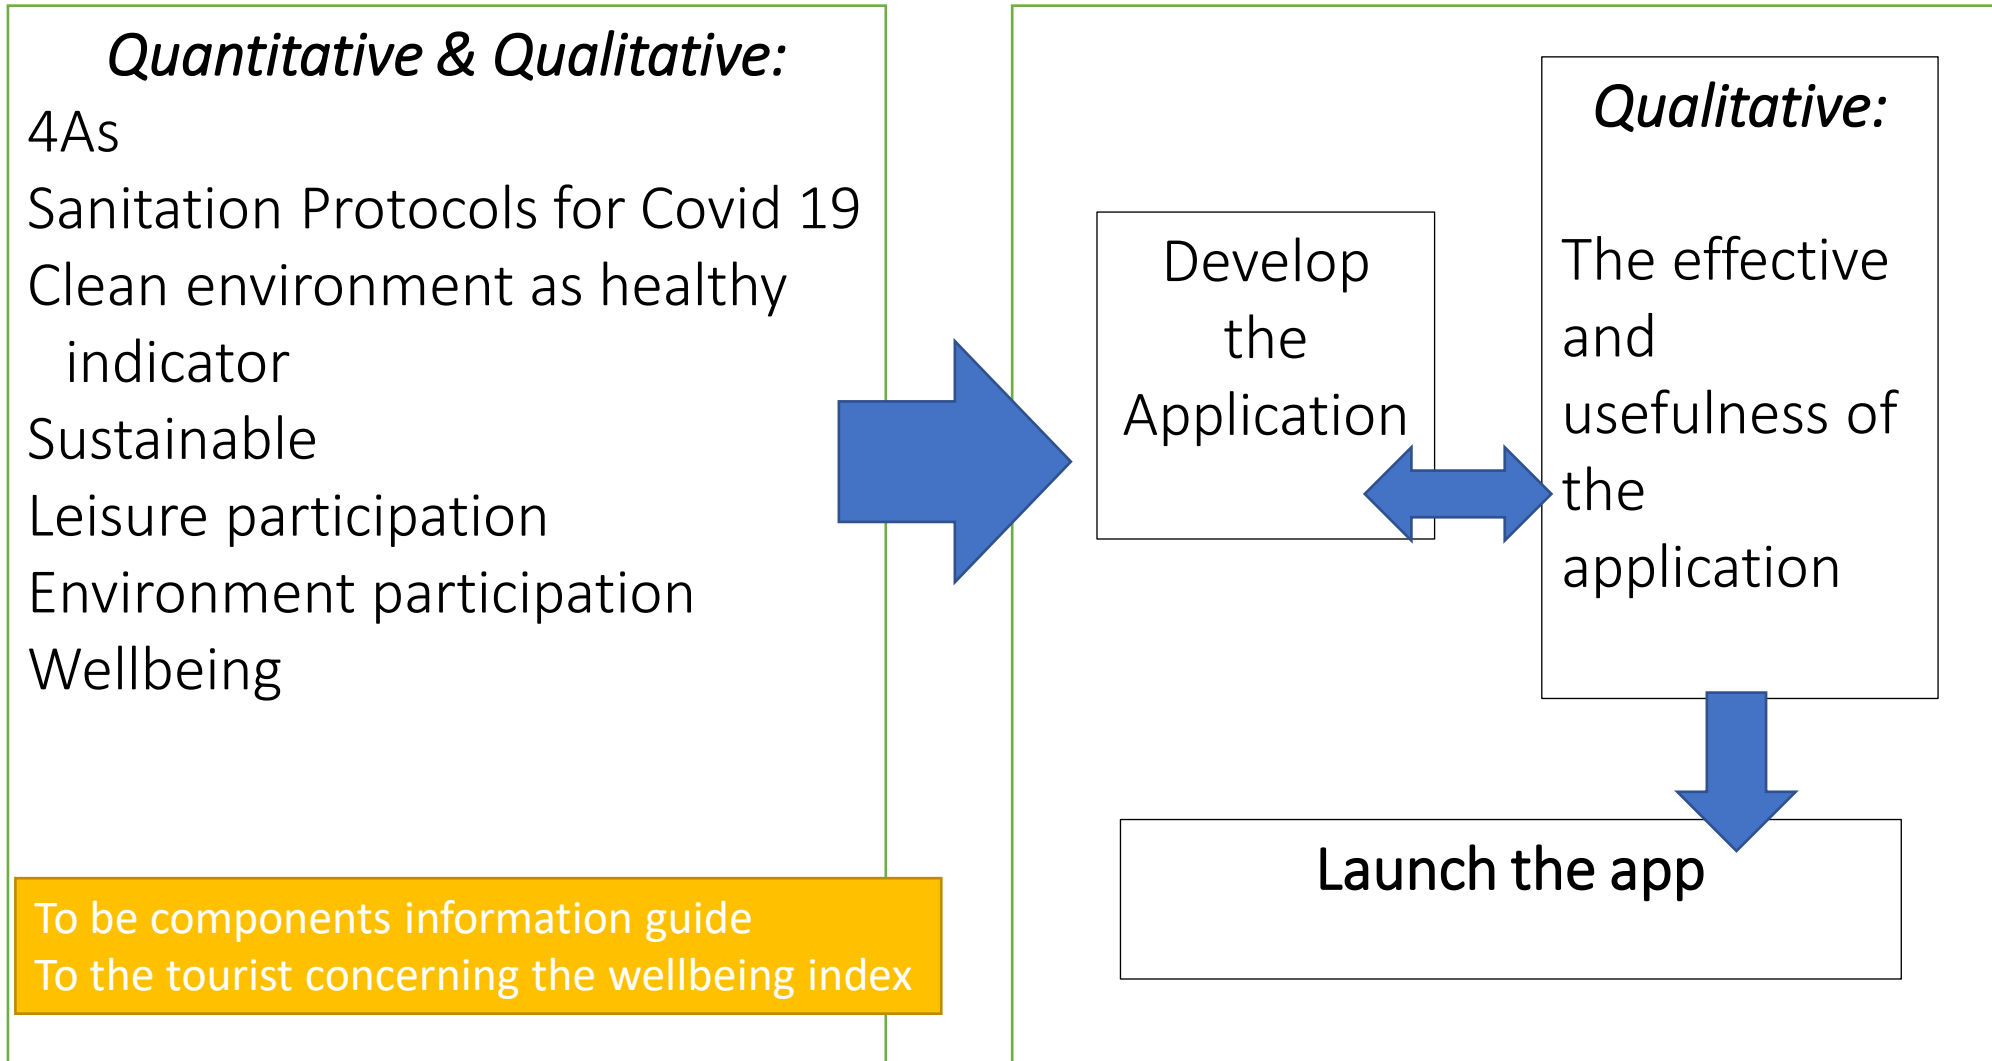 Quantitative & Qualitative:
4As
Sanitation Protocols for Covid 19
Clean environment as healthy
indicator
Sustainable
Leisure participation
Environment participation
Wellbeing
To be components information guide
To the tourist concerning the wellbeing index
Develop
the
Application
Qualitative:
The effective
and
usefulness of
the
application
Launch the app